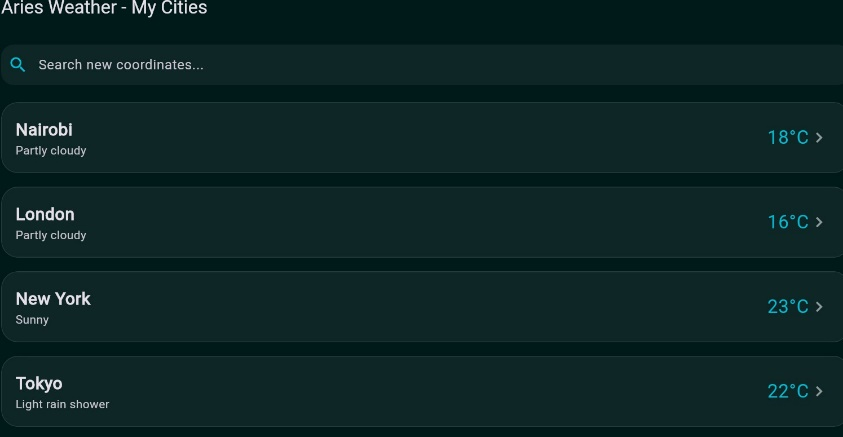 Aries Weather - My Cities
Search new coordinates...
Nairobi
Partly cloudy
18°C
London
Partly cloudy
16°C
New York
Sunny
23°C
Tokyo
Light rain shower
22°C